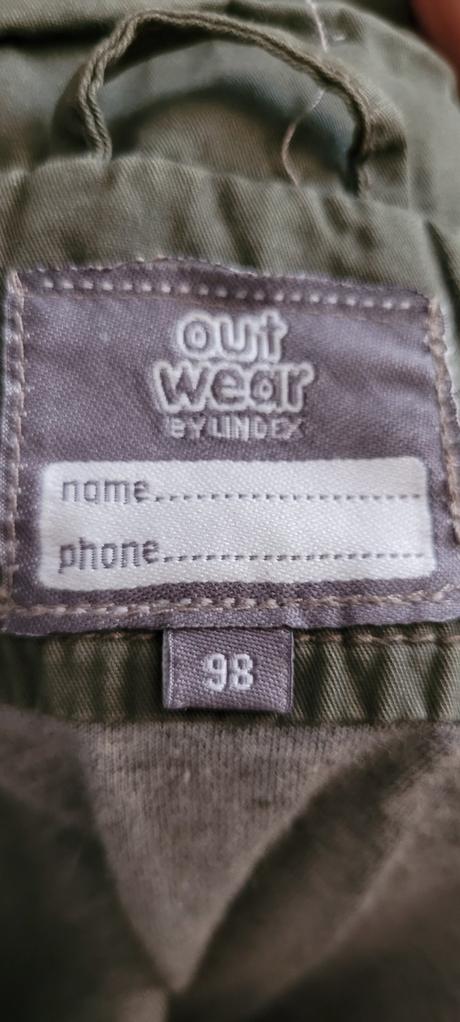 out
wear
BY LINDEX
name....................................
phone...................................
98